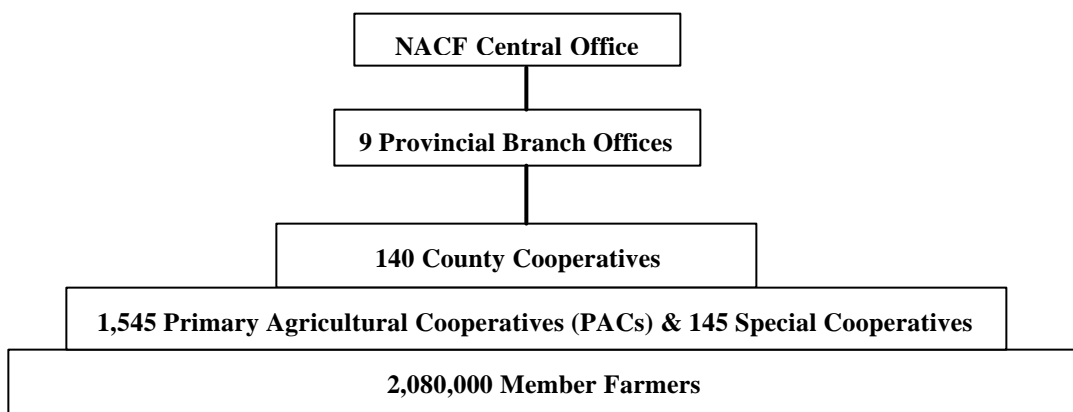 NACF Central Office
9 Provincial Branch Offices
140 County Cooperatives
1,545 Primary Agricultural Cooperatives (PACs) & 145 Special Cooperatives
2,080,000 Member Farmers